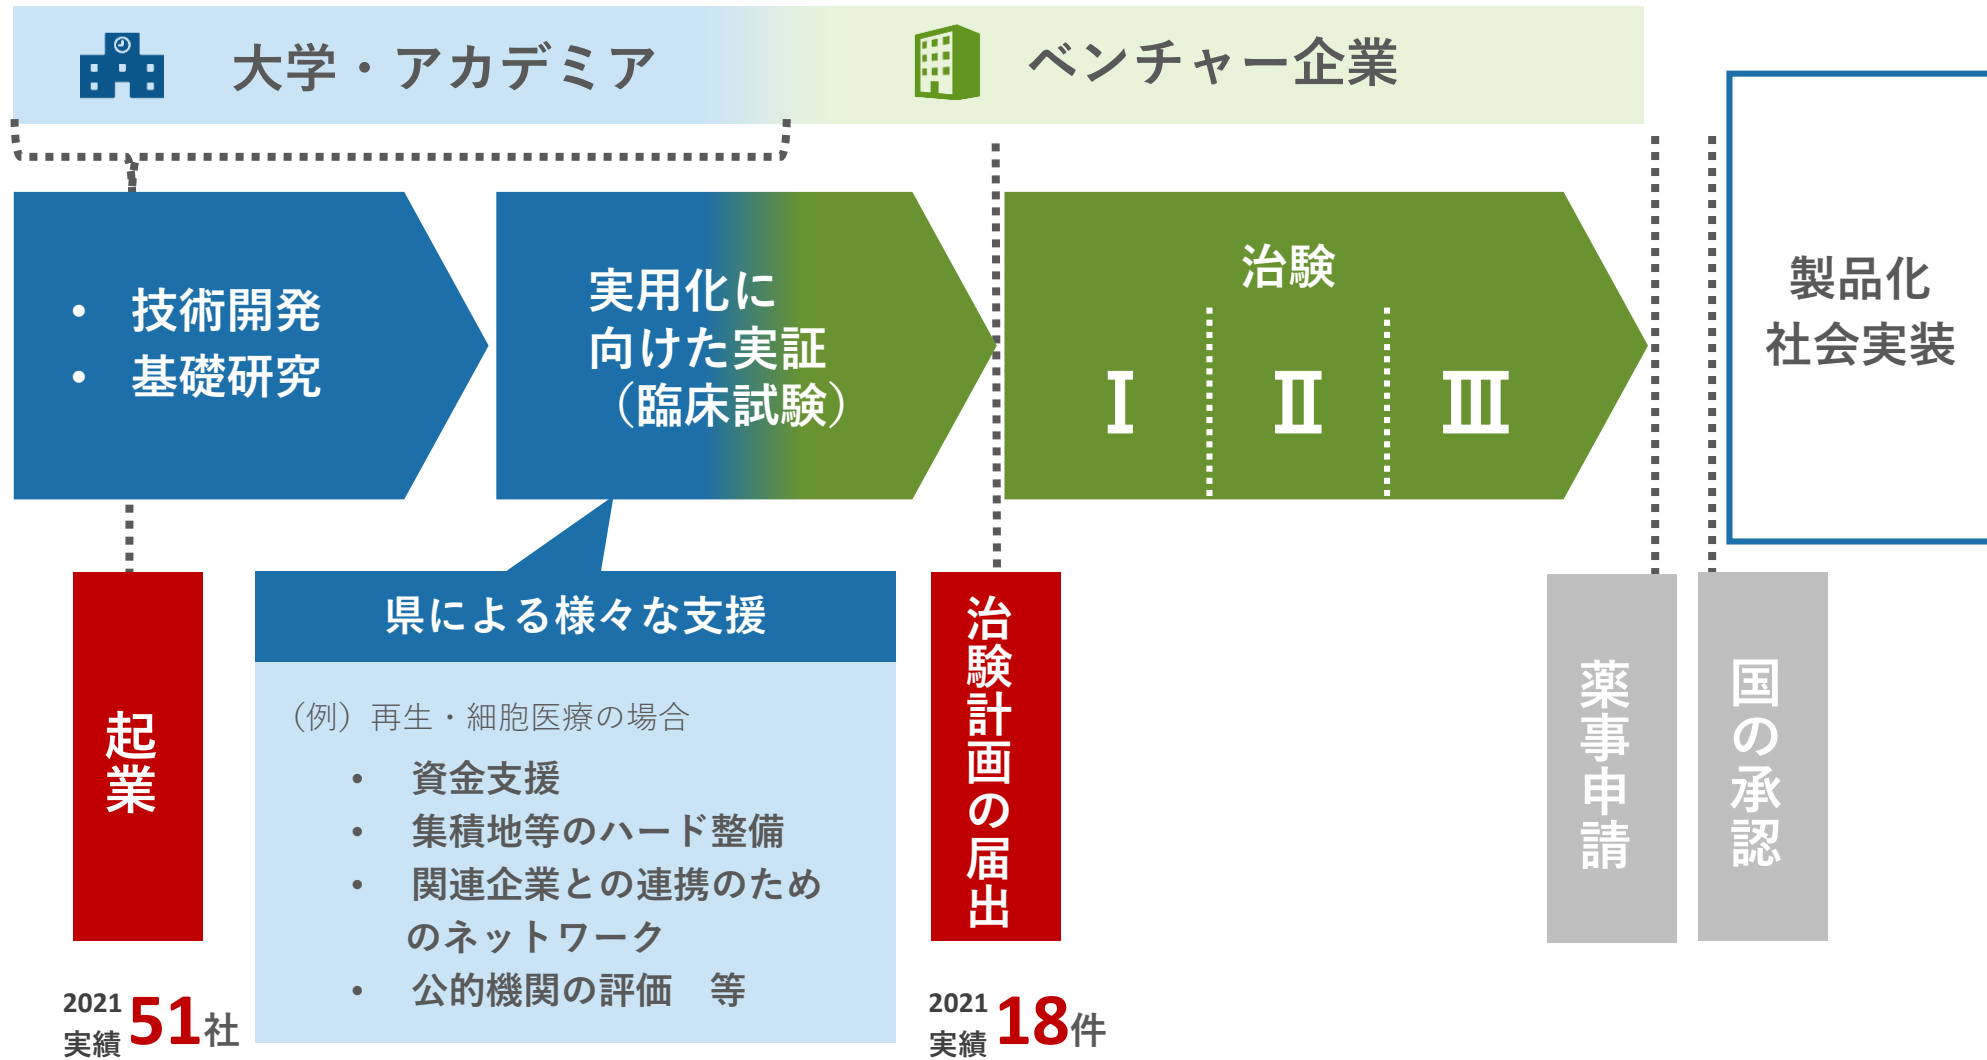 大学・アカデミア
ベンチャー企業
• 技術開発
• 基礎研究
実用化に
向けた実証
（臨床試験）
治験
Ⅰ
Ⅱ
Ⅲ
製品化
社会実装
起業
2021
実績
51社
県による様々な支援
（例）再生・細胞医療の場合
• 資金支援
• 集積地等のハード整備
• 関連企業との連携のため
のネットワーク
• 公的機関の評価　等
治験計画の届出
2021
実績
18件
薬事申請
国の承認